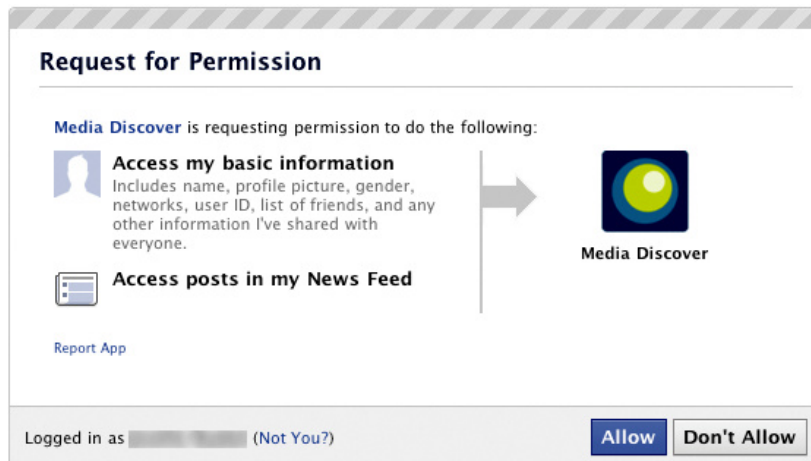 Request for Permission
Media Discover is requesting permission to do the following:
Access my basic information
Includes name, profile picture, gender,
networks, user ID, list of friends, and any
other information I've shared with
everyone.
Access posts in my News Feed
Media Discover
Report App
Logged in as (Not You?)
Allow
Don't Allow